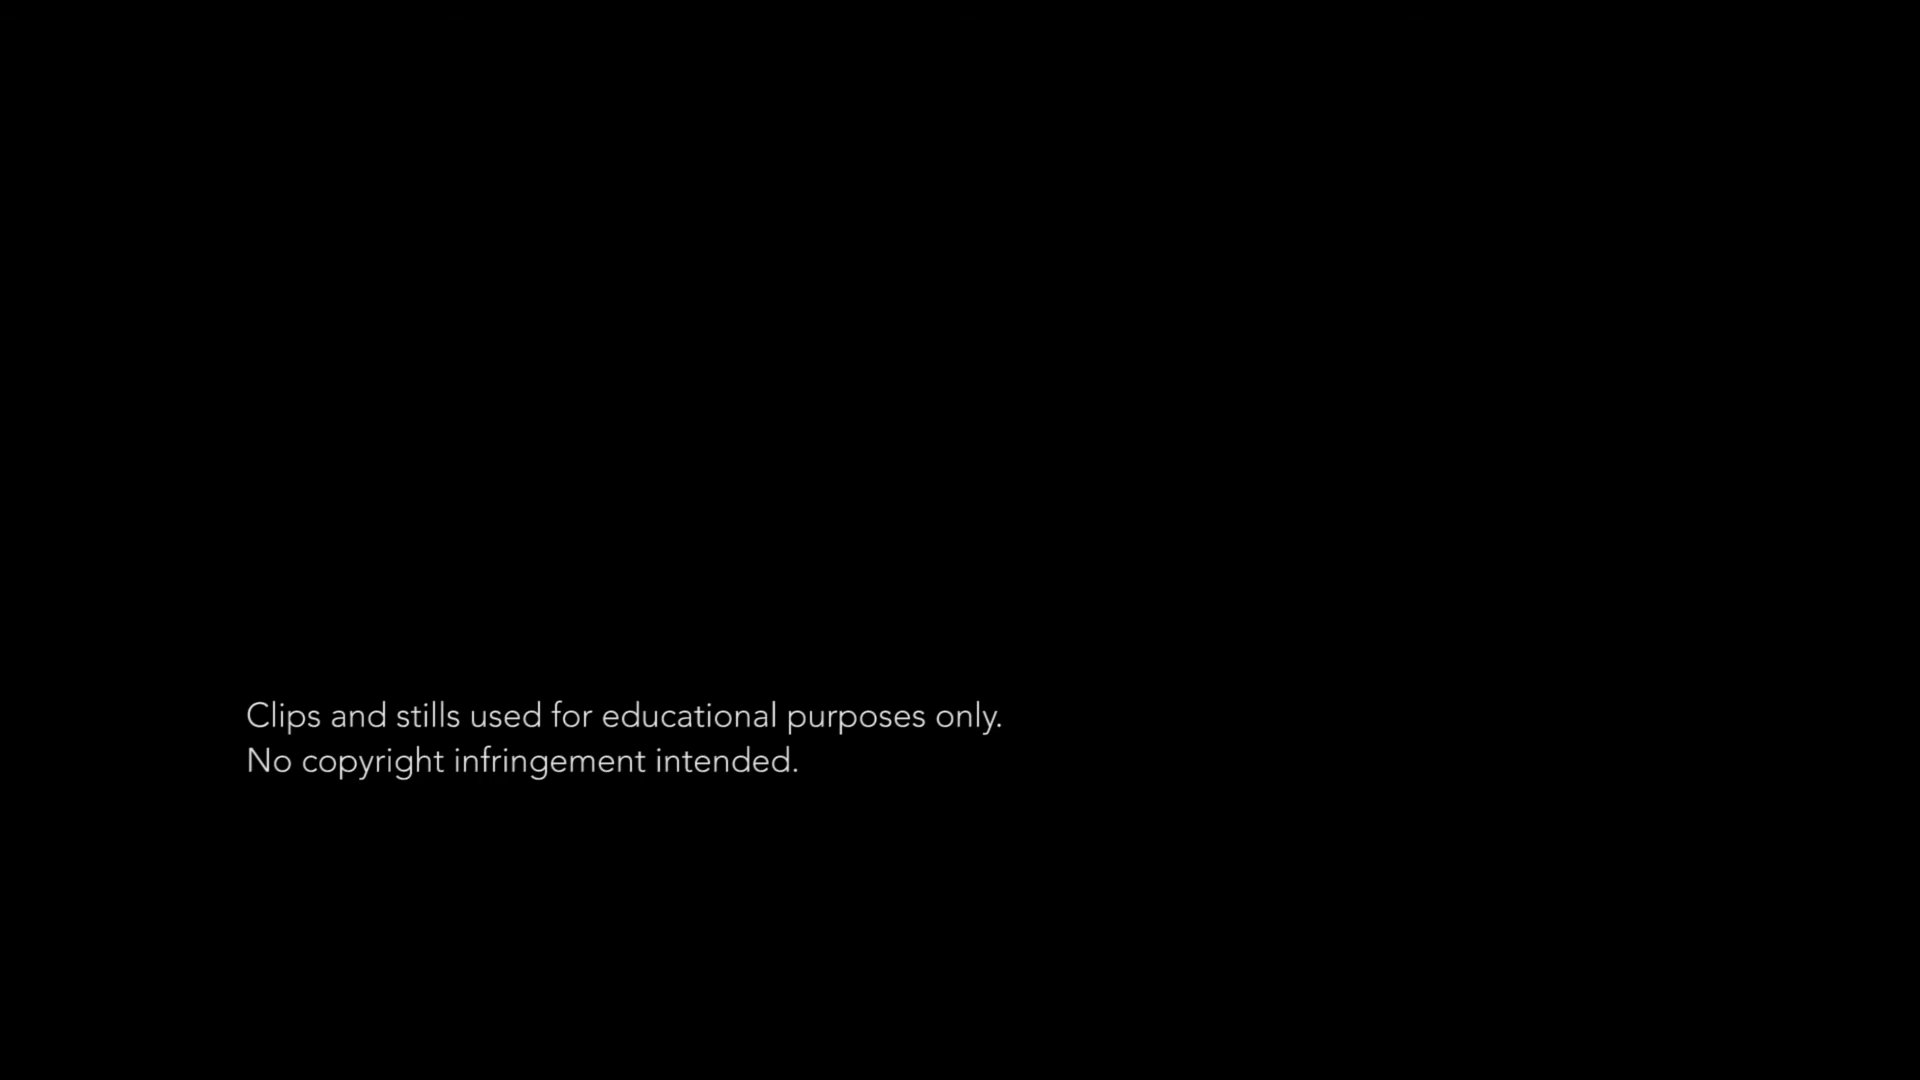 Clips and stills used for educational purposes only.
No copyright infringement intended.